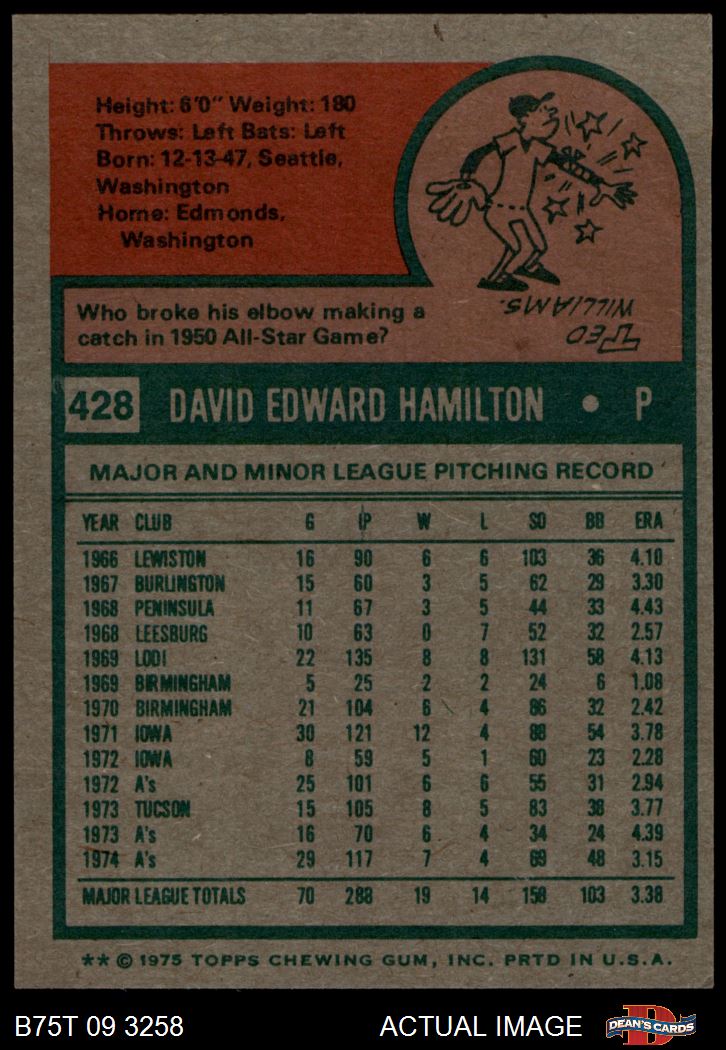 Height: 6'0" Weight: 180
Throws: Left Bats: Left
Born: 12-13-47, Seattle,
Washington
Home: Edmonds,
Washington
Who broke his elbow making a
catch in 1950 All-Star Game?
TED
WILLIAMS.
428 DAVID EDWARD HAMILTON • P
MAJOR AND MINOR LEAGUE PITCHING RECORD
YEAR CLUB G IP W L SO BB ERA
1966 LEWISTON 16 90 6 6 103 36 4.10
1967 BURLINGTON 15 60 3 5 62 29 3.30
1968 PENINSULA 11 67 3 5 44 33 4.43
1968 LEESBURG 10 63 0 7 52 32 2.57
1969 LODI 22 135 8 8 131 58 4.13
1969 BIRMINGHAM 5 25 2 2 24 6 1.08
1970 BIRMINGHAM 21 104 6 4 86 32 2.42
1971 IOWA 30 121 12 4 88 54 3.78
1972 IOWA 8 59 5 1 60 23 2.28
1972 A's 25 101 6 6 55 31 2.94
1973 TUCSON 15 105 8 5 83 38 3.77
1973 A's 16 70 6 4 34 24 4.39
1974 A's 29 117 7 4 69 48 3.15
MAJOR LEAGUE TOTALS 70 288 19 14 158 103 3.38
** © 1975 TOPPS CHEWING GUM, INC. PRTD IN U.S.A.
B75T 09 3258 ACTUAL IMAGE D DEAN'S CARDS